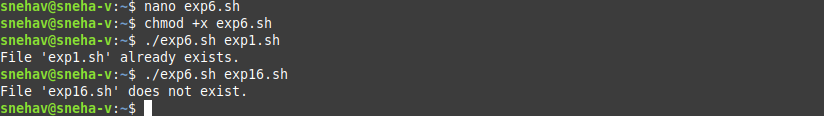 snehav@sneha-v:~$ nano exp6.sh
snehav@sneha-v:~$ chmod +x exp6.sh
snehav@sneha-v:~$ ./exp6.sh exp1.sh
File 'exp1.sh' already exists.
snehav@sneha-v:~$ ./exp6.sh exp16.sh
File 'exp16.sh' does not exist.
snehav@sneha-v:~$